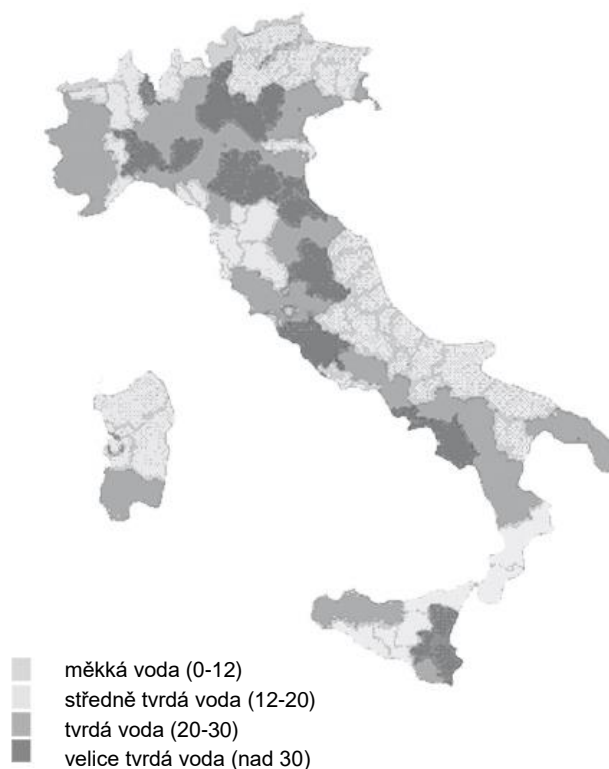 měkká voda (0-12)
středně tvrdá voda (12-20)
tvrdá voda (20-30)
velice tvrdá voda (nad 30)